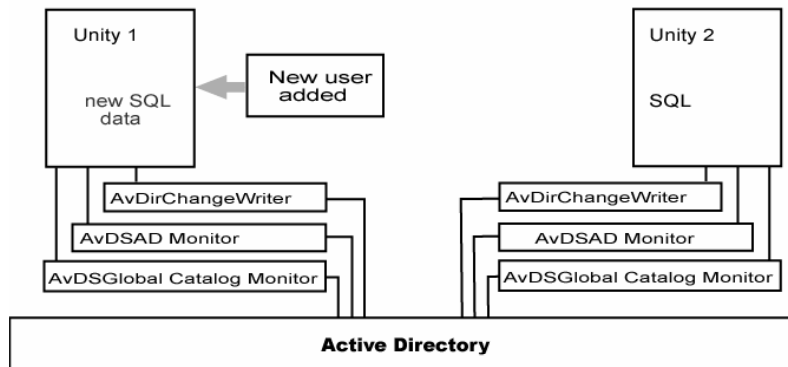 Unity 1
new SQL
data
New user
added
Unity 2
SQL
AvDirChangeWriter
AvDSAD Monitor
AvDSGlobal Catalog Monitor
AvDirChangeWriter
AvDSAD Monitor
AvDSGlobal Catalog Monitor
Active Directory